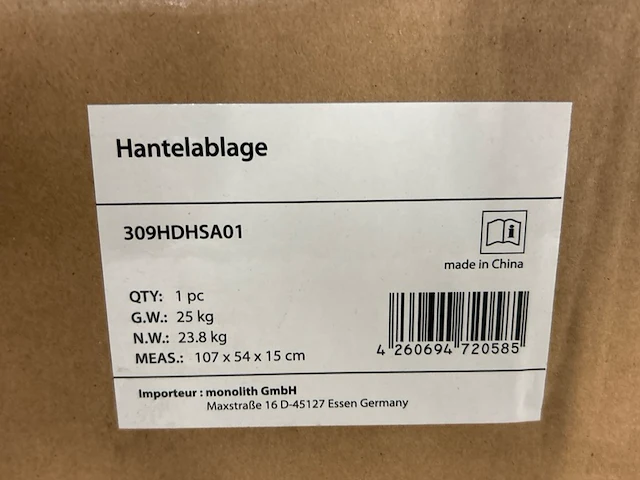 Hantelablage
309HDHSA01
made in China
QTY: 1 pc
G.W.: 25 kg
N.W.: 23.8 kg
MEAS.: 107 x 54 x 15 cm
4 260694 720585
Importeur : monolith GmbH
Maxstraße 16 D-45127 Essen Germany